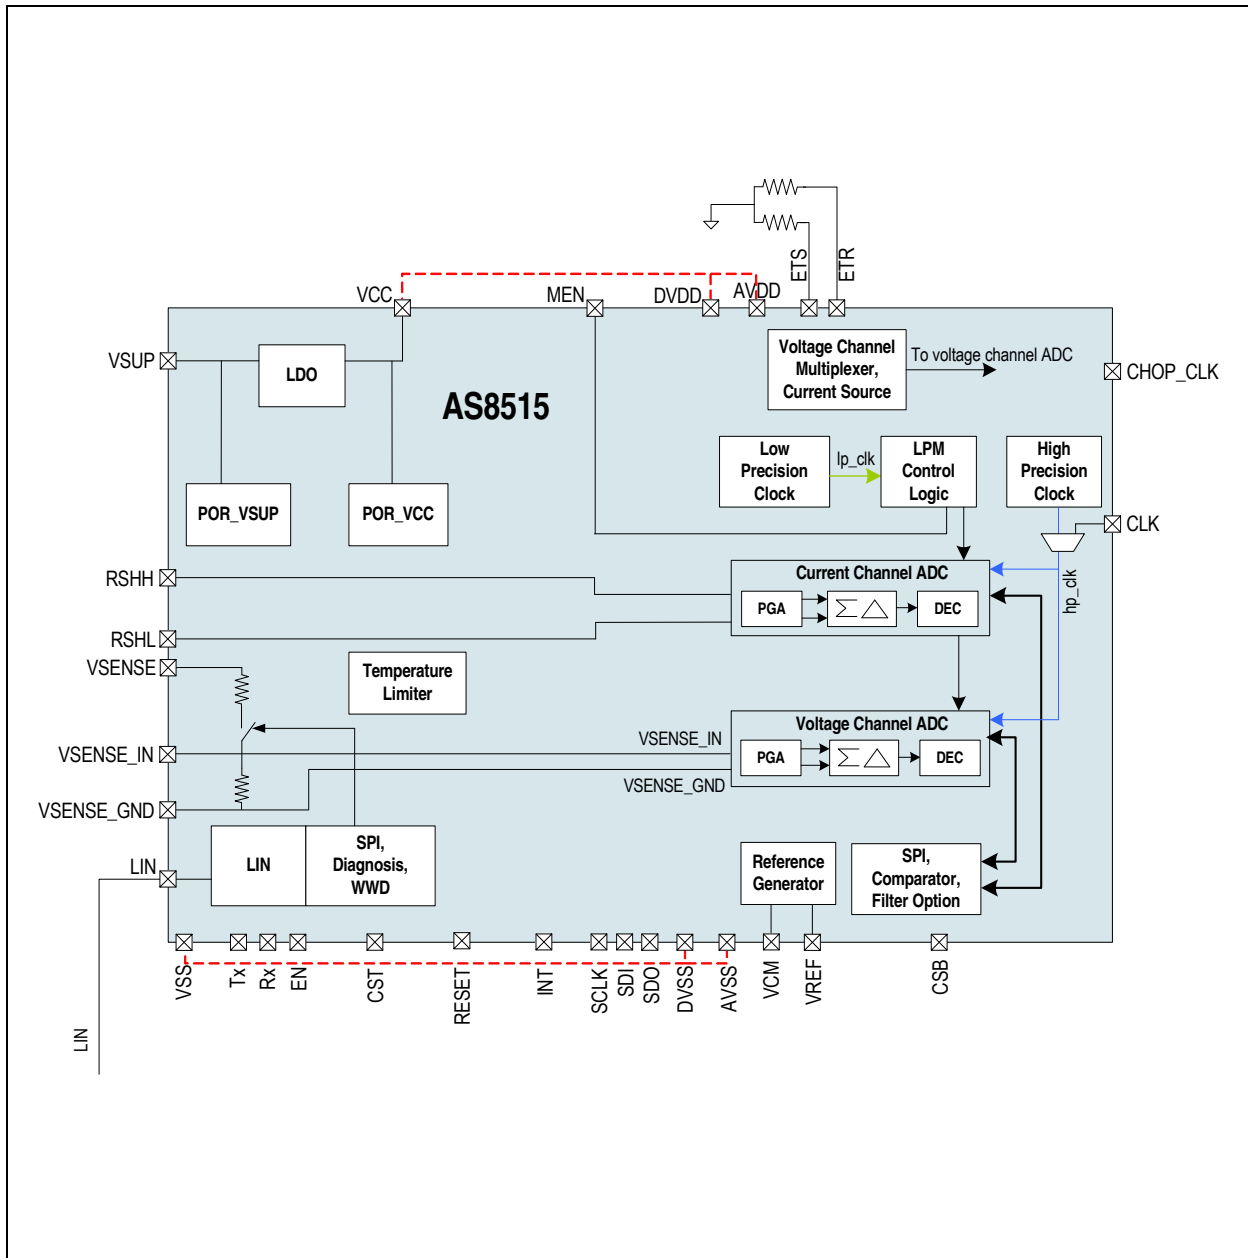 ETS
ETR
VCC
MEN
DVDD
AVDD
VSUP
LDO
Voltage Channel
Multiplexer,
Current Source
To voltage channel ADC
CHOP_CLK
AS8515
Low
Precision
Clock
lp_clk
LPM
Control
Logic
High
Precision
Clock
POR_VSUP
POR_VCC
CLK
RSHH
Current Channel ADC
hp_clk
PGA
Σ△
DEC
RSHL
VSENSE
Temperature
Limiter
Voltage Channel ADC
VSENSE_IN
VSENSE_IN
PGA
Σ△
DEC
VSENSE_GND
VSENSE_GND
LIN
LIN
SPI,
Diagnosis,
WWD
Reference
Generator
SPI,
Comparator,
Filter Option
VSS
Tx
Rx
EN
CST
RESET
INT
SCLK
SDI
SDO
DVSS
AVSS
VCM
VREF
CSB
LIN